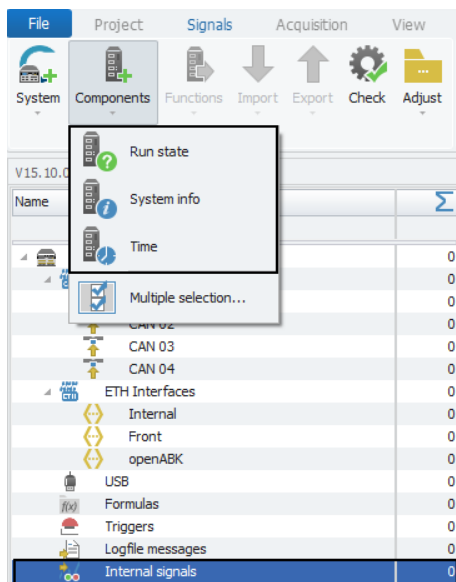 File Project Signals Acquisition View
System Components Functions Import Export Check Adjust
Run state
V15.10.0
System info
Name Σ
Time
0
0
Multiple selection... 0
CAN 02 0
CAN 03 0
CAN 04 0
ETH Interfaces 0
Internal 0
Front 0
openABK 0
USB 0
f(x) Formulas 0
Triggers 0
Logfile messages 0
Internal signals 0